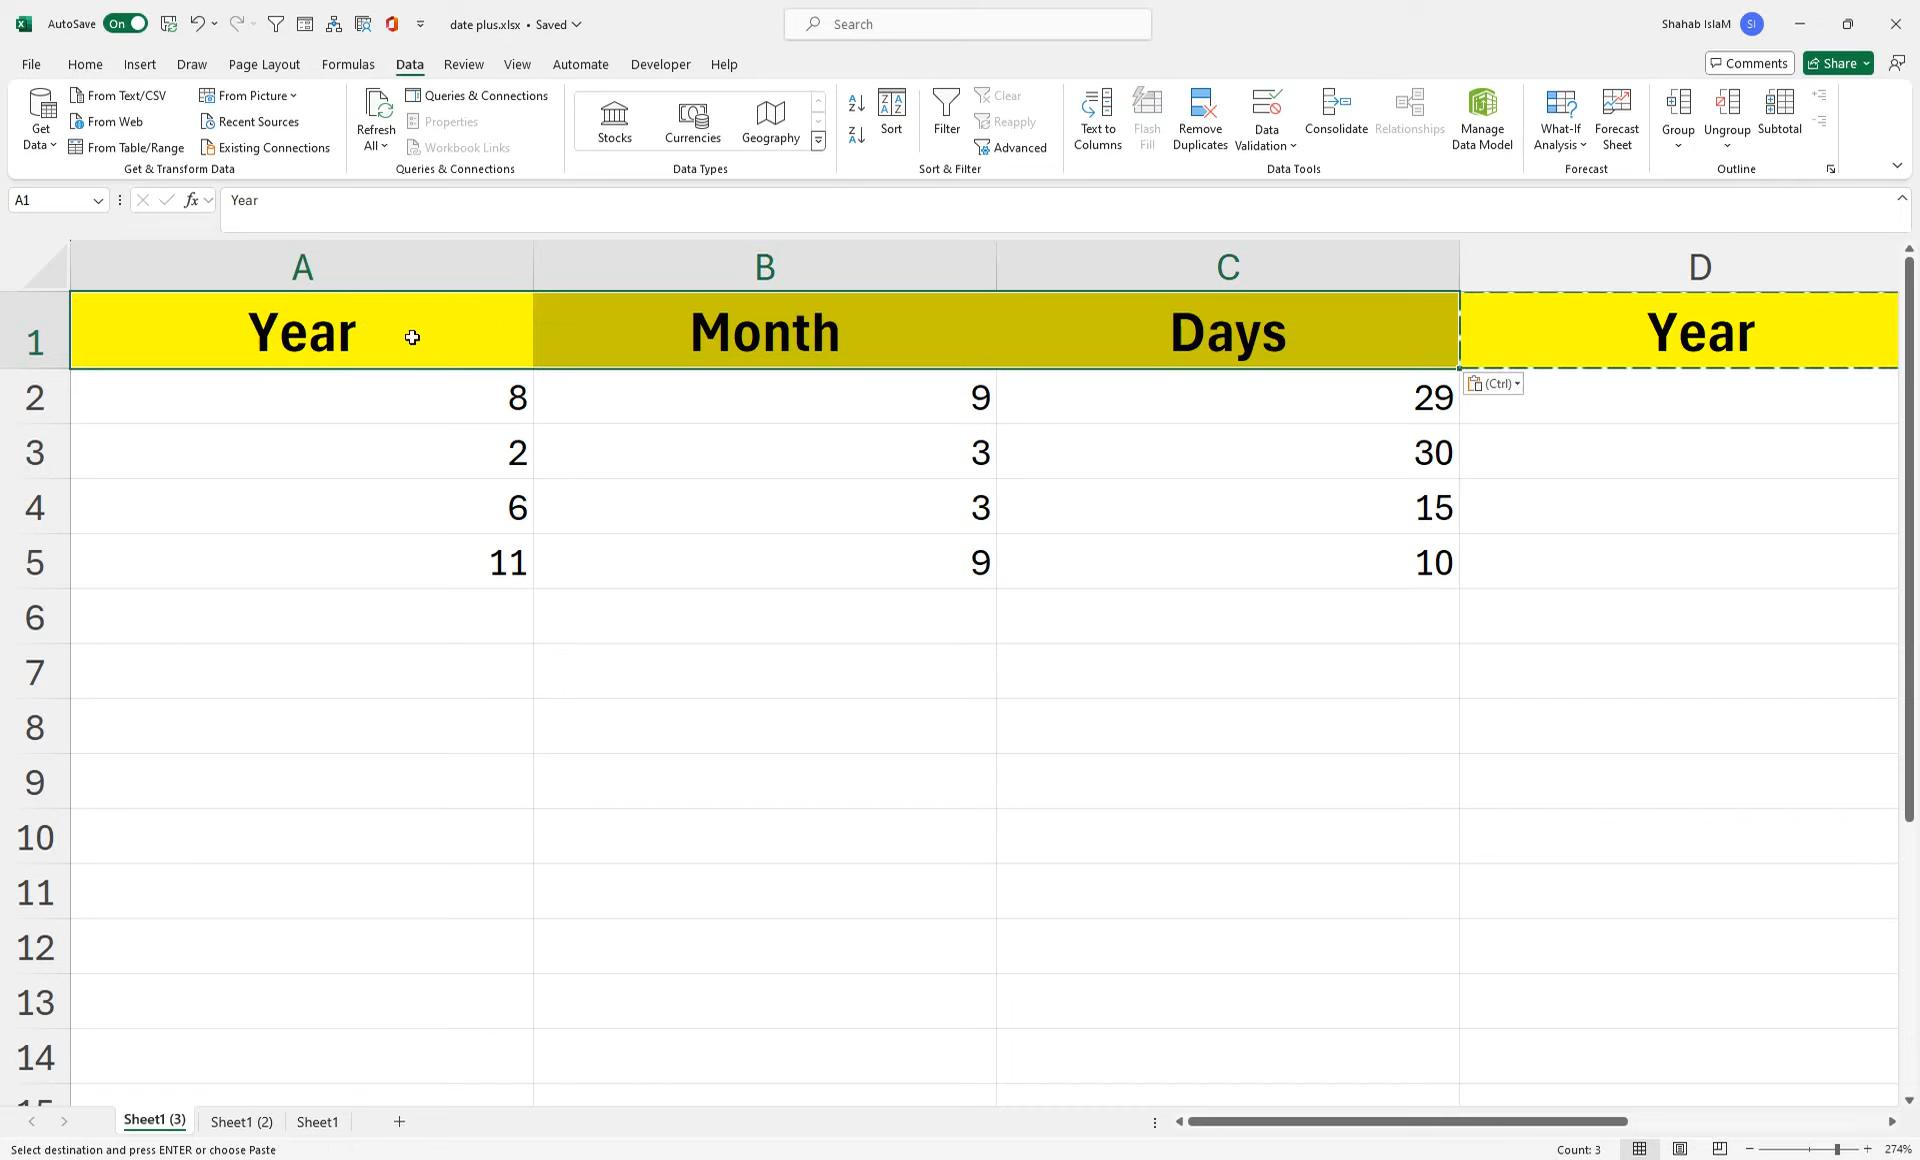 AutoSave On date plus.xlsx • Saved Search Shahab IslaM SI
File Home Insert Draw Page Layout Formulas Data Review View Automate Developer Help Comments Share
Get Data
From Text/CSV
From Web
From Table/Range
From Picture
Recent Sources
Existing Connections
Get & Transform Data
Refresh All
Queries & Connections
Properties
Workbook Links
Queries & Connections
Stocks Currencies Geography
Data Types
Sort
Filter
Clear
Reapply
Advanced
Sort & Filter
Text to Columns
Flash Fill
Remove Duplicates
Data Validation
Consolidate
Relationships
Manage Data Model
Data Tools
What-If Analysis
Forecast Sheet
Forecast
Group
Ungroup
Subtotal
Outline
A1 fx Year
A B C D
1 Year Month Days Year
(Ctrl)
2 8 9 29
3 2 3 30
4 6 3 15
5 11 9 10
6
7
8
9
10
11
12
13
14
15
Sheet1 (3) Sheet1 (2) Sheet1
Select destination and press ENTER or choose Paste Count: 3 274%